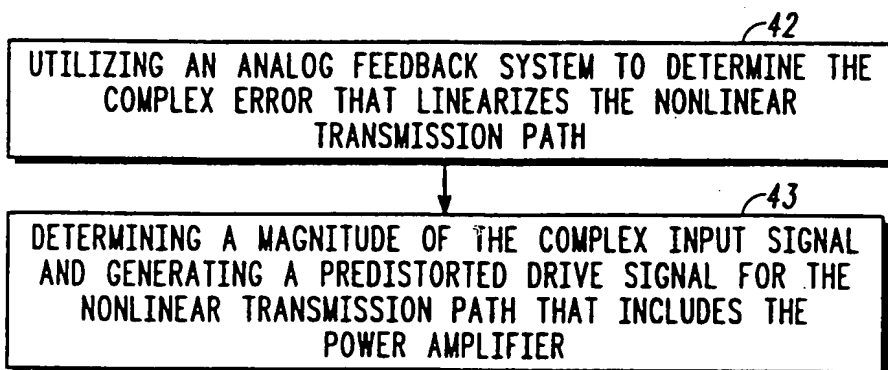 42
UTILIZING AN ANALOG FEEDBACK SYSTEM TO DETERMINE THE
COMPLEX ERROR THAT LINEARIZES THE NONLINEAR
TRANSMISSION PATH
43
DETERMINING A MAGNITUDE OF THE COMPLEX INPUT SIGNAL
AND GENERATING A PREDISTORTED DRIVE SIGNAL FOR THE
NONLINEAR TRANSMISSION PATH THAT INCLUDES THE
POWER AMPLIFIER